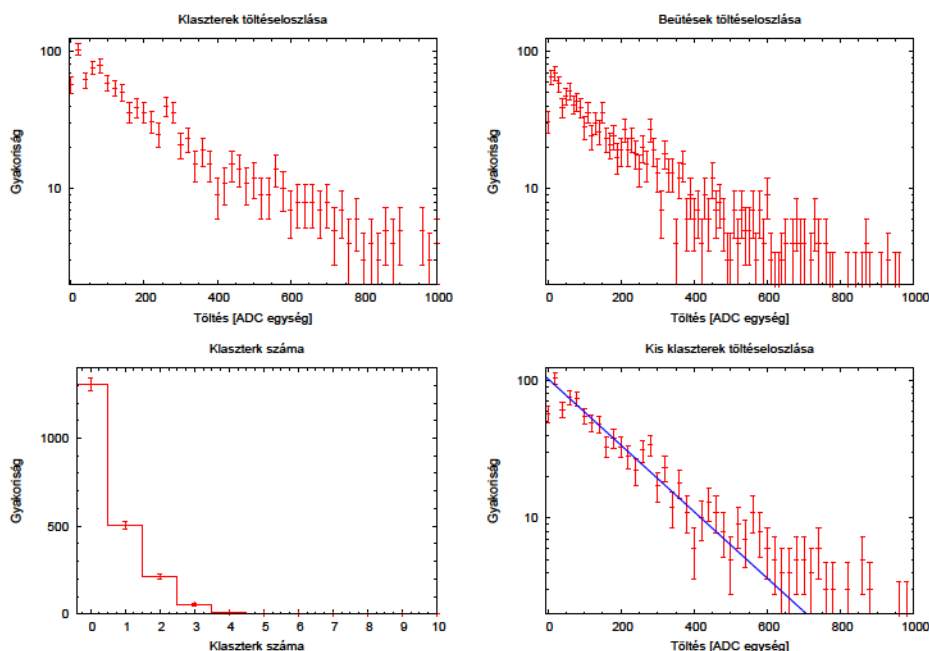 Klaszterek töltéseloszlása
Gyakoriság
100
10
0 200 400 600 800 1000
Töltés [ADC egység]
Beütések töltéseloszlása
Gyakoriság
100
10
0 200 400 600 800 1000
Töltés [ADC egység]
Klaszterk száma
Gyakoriság
1000
500
0
0 1 2 3 4 5 6 7 8 9 10
Klaszterk száma
Kis klaszterek töltéseloszlása
Gyakoriság
100
10
0 200 400 600 800 1000
Töltés [ADC egység]